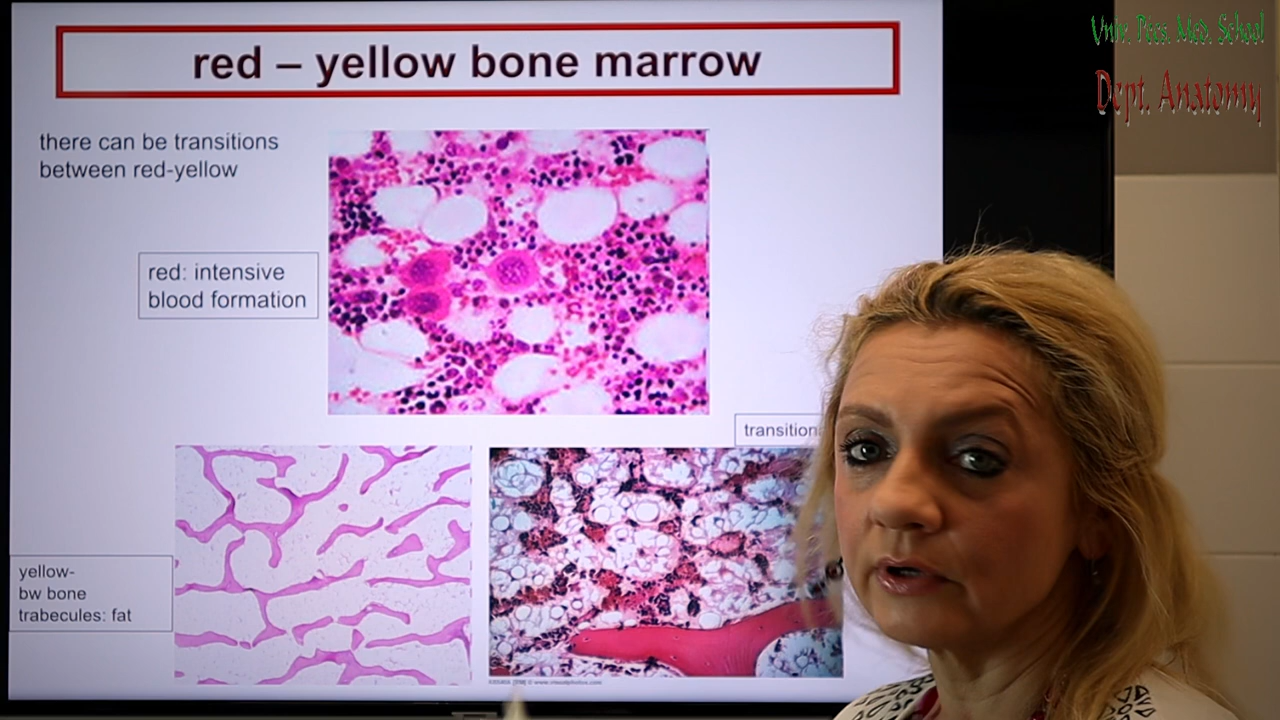 Univ. Pecs. Med. School
Dept. Anatomy
red – yellow bone marrow
there can be transitions
between red-yellow
red: intensive
blood formation
transition
yellow-
bw bone
trabecules: fat